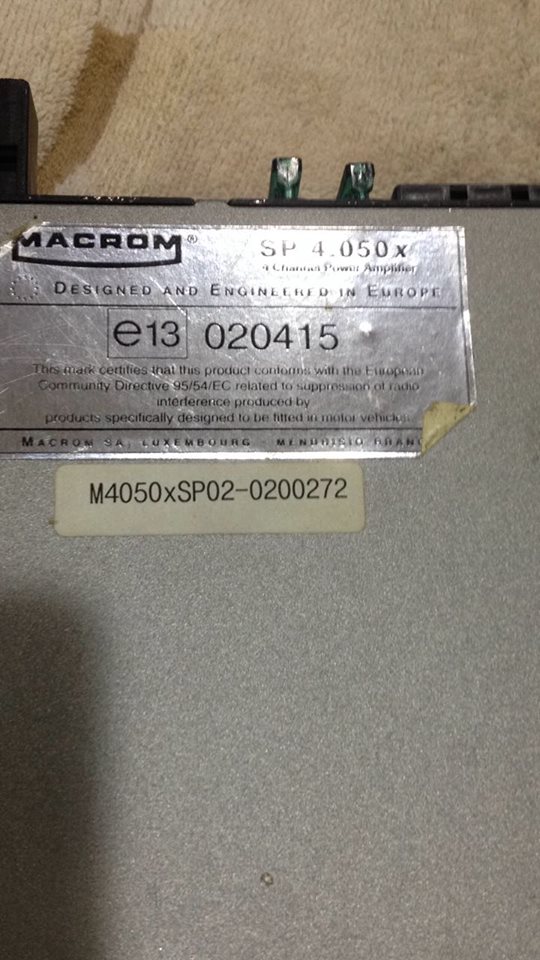 MACROM®
SP 4.050x
4 Channel Power Amplifier
DESIGNED AND ENGINEERED IN EUROPE
e13 020415
This mark certifies that this product conforms with the European
Community Directive 95/54/EC related to suppression of radio
interference produced by
products specifically designed to be fitted in motor vehicles
MACROM SA, LUXEMBOURG - MENDRISIO BRANC
M4050xSP02-0200272